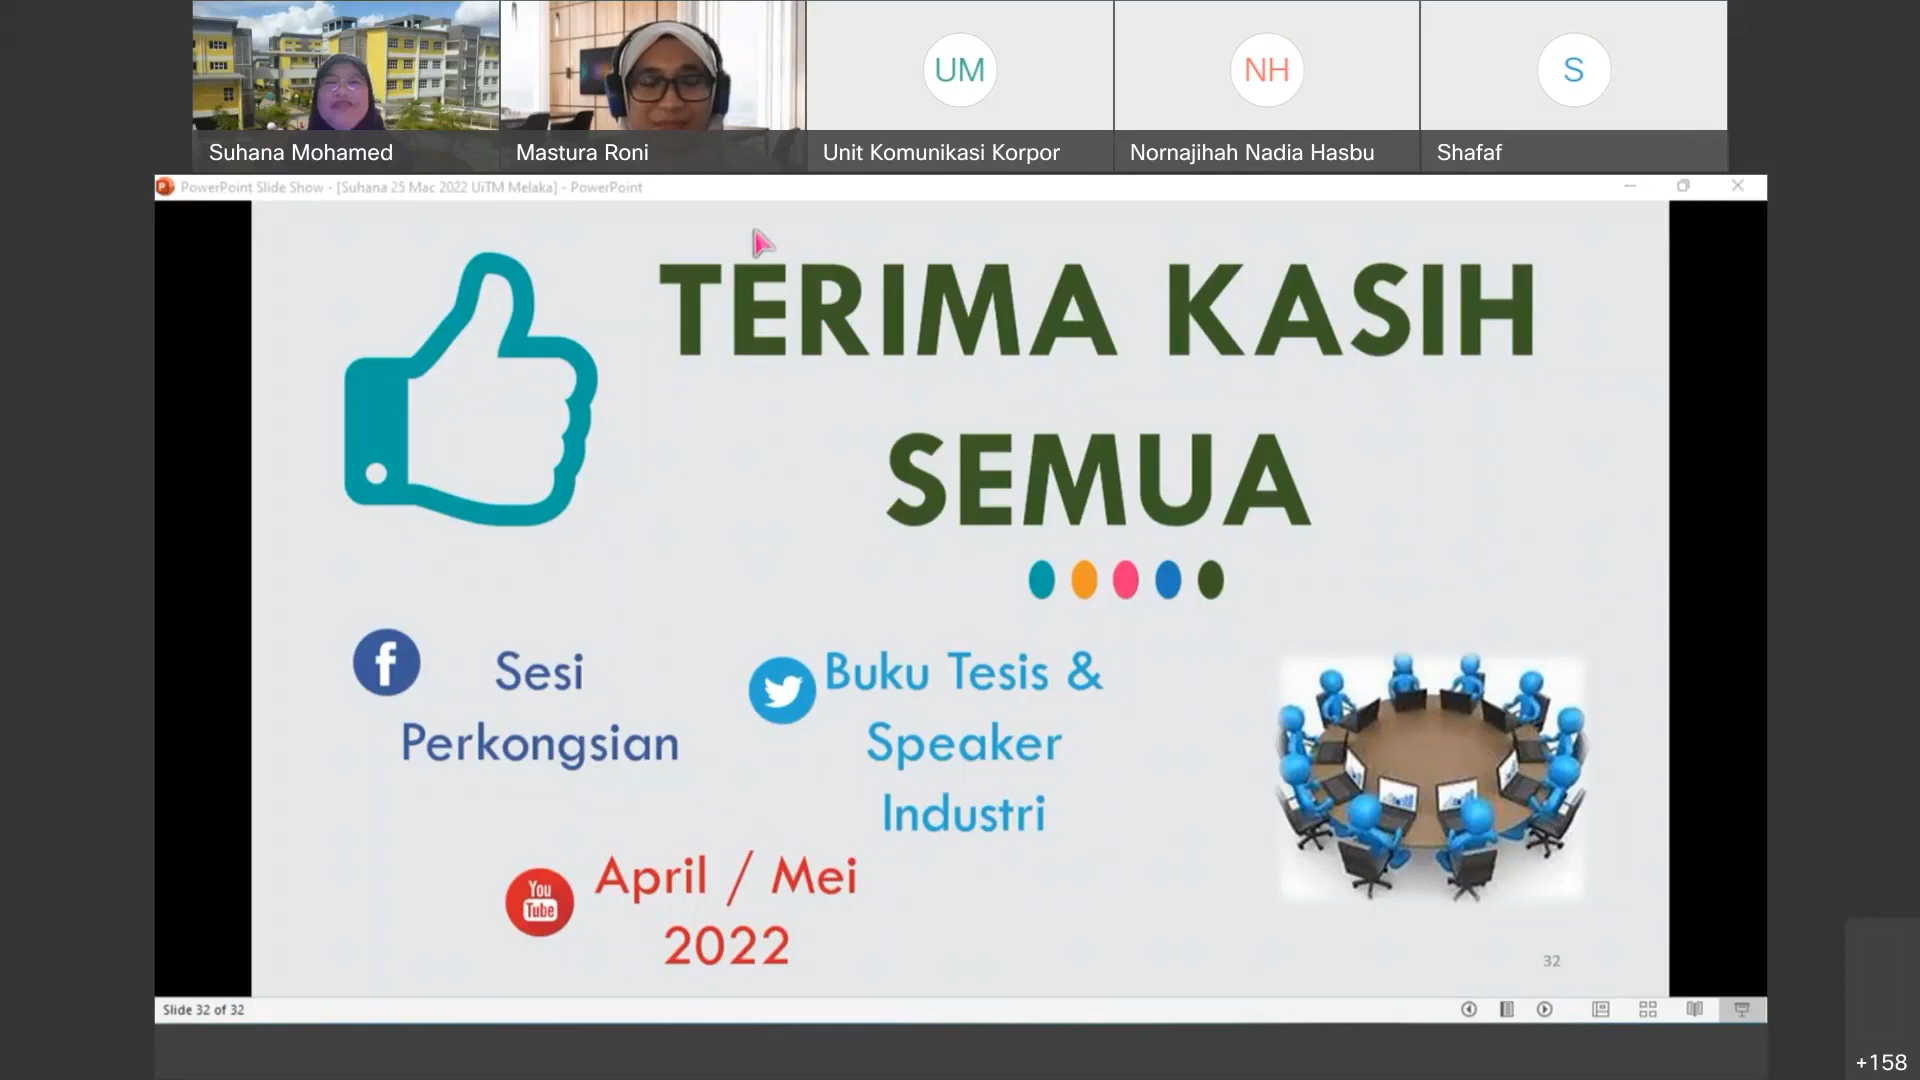 UM
NH
S
Suhana Mohamed
Mastura Roni
Unit Komunikasi Korpor
Nornajihah Nadia Hasbu
Shafaf
PowerPoint Slide Show - [Suhana 25 Mac 2022 UiTM Melaka] - PowerPoint
TERIMA KASIH
SEMUA
f
Sesi
Perkongsian
Buku Tesis &
Speaker
Industri
You
Tube
April / Mei
2022
32
Slide 32 of 32
+158